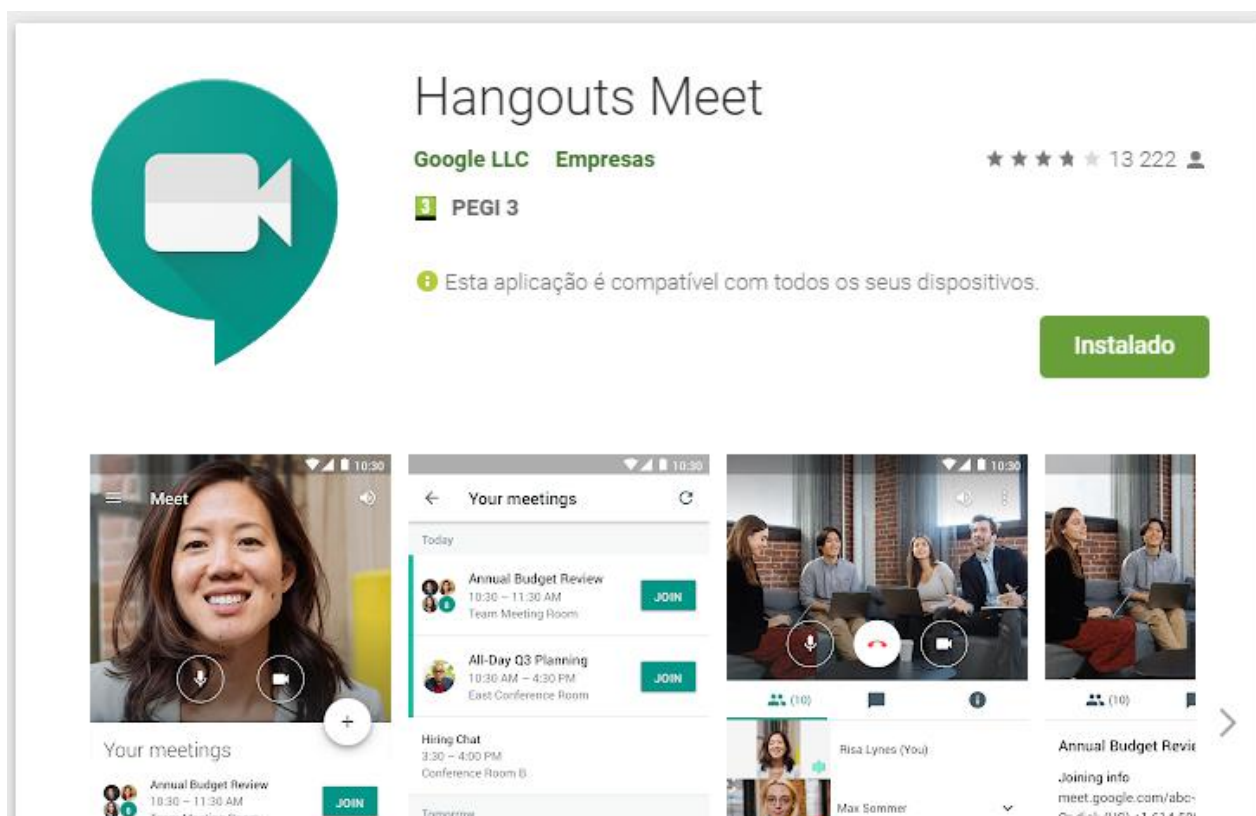 Hangouts Meet
Google LLC Empresas
13 222
3 PEGI 3
Esta aplicação é compatível com todos os seus dispositivos.
Instalado
10:30
Meet
Your meetings
Annual Budget Review
10:30 – 11:30 AM
JOIN
10:30
Your meetings
Today
Annual Budget Review
10:30 – 11:30 AM
Team Meeting Room
JOIN
All-Day Q3 Planning
10:30 AM – 4:30 PM
East Conference Room
JOIN
Hiring Chat
3:30 – 4:00 PM
Conference Room B
Tomorrow
10:30
(10)
Risa Lynes (You)
Max Sommer
(10)
Annual Budget Revie
Joining info
meet.google.com/abc-